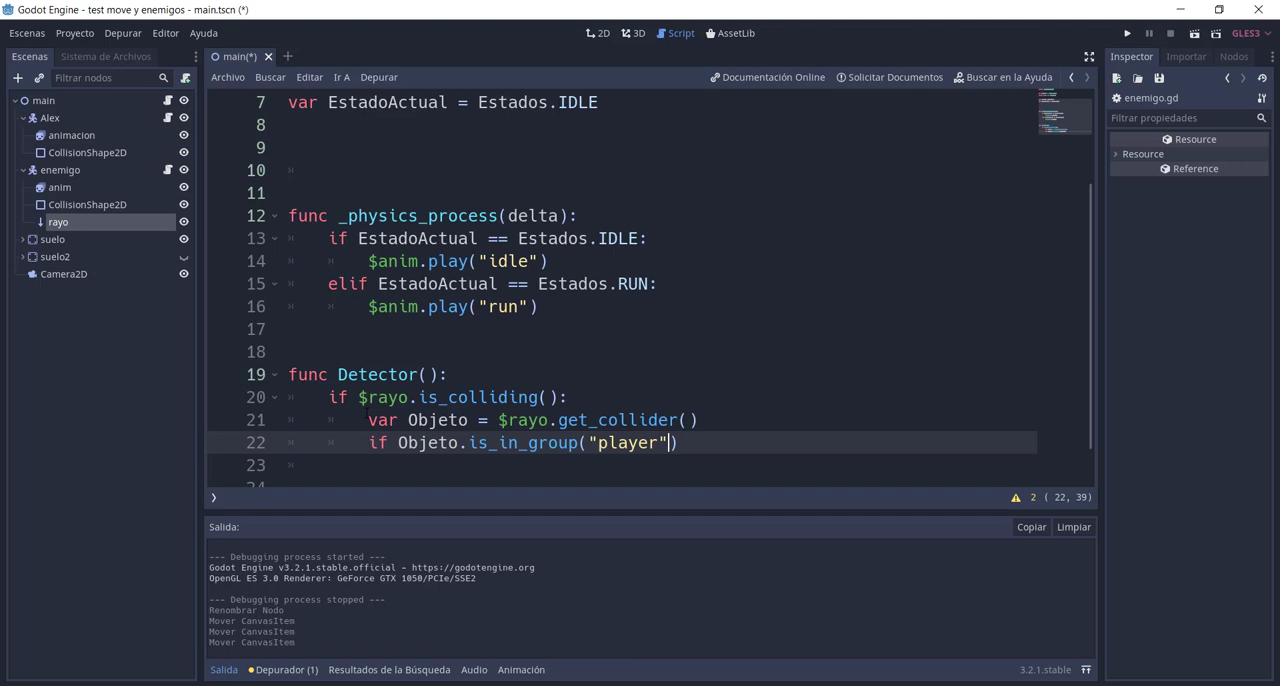 Godot Engine - test move y enemigos - main.tscn (*)
Escenas Proyecto Depurar Editor Ayuda
2D 3D Script AssetLib
GLES3
Escenas Sistema de Archivos
Filtrar nodos
main
Alex
animacion
CollisionShape2D
enemigo
anim
CollisionShape2D
rayo
suelo
suelo2
Camera2D
main(*)
Archivo Buscar Editar Ir A Depurar
Documentación Online Solicitar Documentos Buscar en la Ayuda
7 var EstadoActual = Estados.IDLE
8
9
10
11
12 func _physics_process(delta):
13 if EstadoActual == Estados.IDLE:
14 $anim.play("idle")
15 elif EstadoActual == Estados.RUN:
16 $anim.play("run")
17
18
19 func Detector():
20 if $rayo.is_colliding():
21 var Objeto = $rayo.get_collider()
22 if Objeto.is_in_group("player")
23
24
2 ( 22, 39)
Salida:
Copiar Limpiar
--- Debugging process started ---
Godot Engine v3.2.1.stable.official - https://godotengine.org
OpenGL ES 3.0 Renderer: GeForce GTX 1050/PCIe/SSE2
--- Debugging process stopped ---
Renombrar Nodo
Mover CanvasItem
Mover CanvasItem
Mover CanvasItem
Salida Depurador (1) Resultados de la Búsqueda Audio Animación
3.2.1.stable
Inspector Importar Nodos
enemigo.gd
Filtrar propiedades
Resource
Resource
Reference